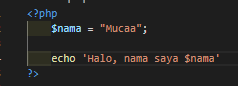 <?php
$nama = "Mucaa";
echo 'Halo, nama saya $nama'
?>